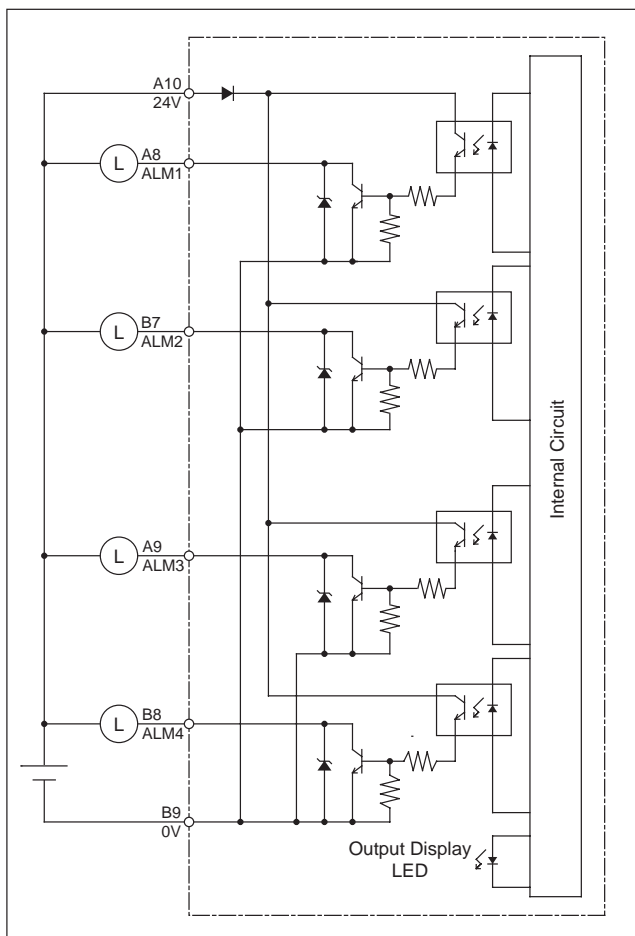 A10
24V
L
A8
ALM1
L
B7
ALM2
L
A9
ALM3
L
B8
ALM4
B9
0V
Output Display
LED
Internal Circuit